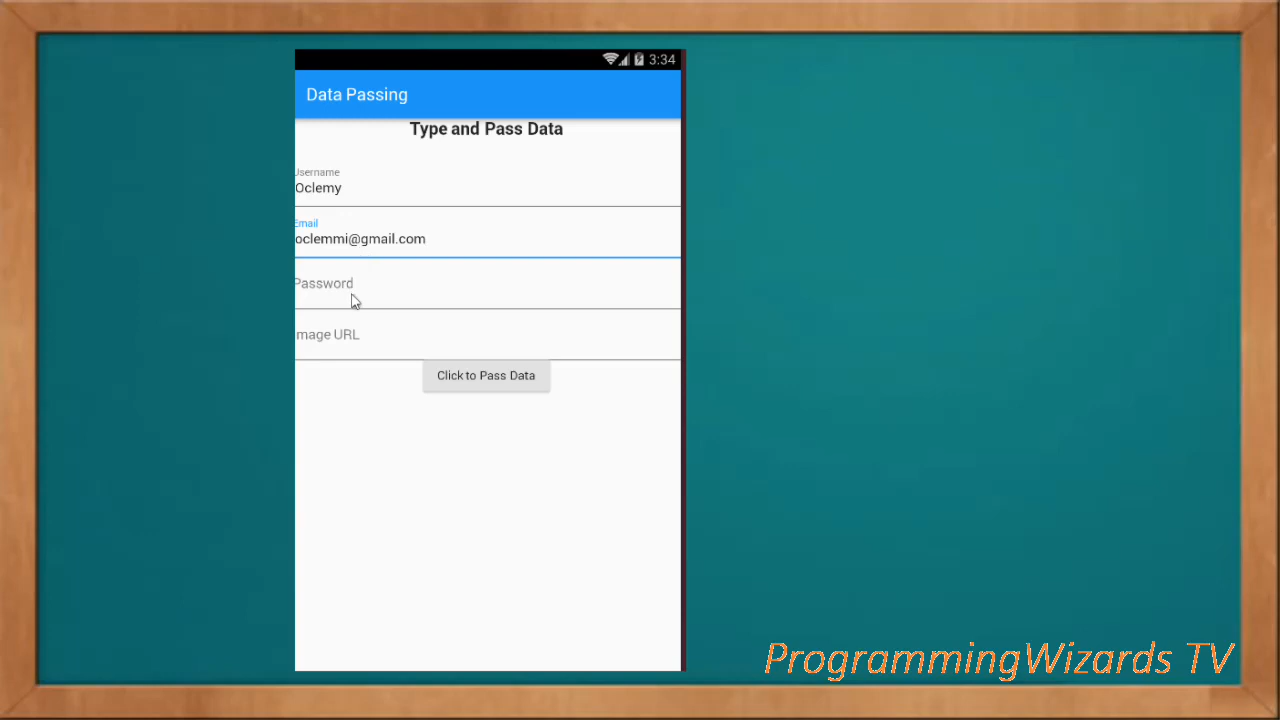 3:34
Data Passing
Type and Pass Data
Username
Oclemy
Email
oclemmi@gmail.com
Password
Image URL
Click to Pass Data
ProgrammingWizards TV